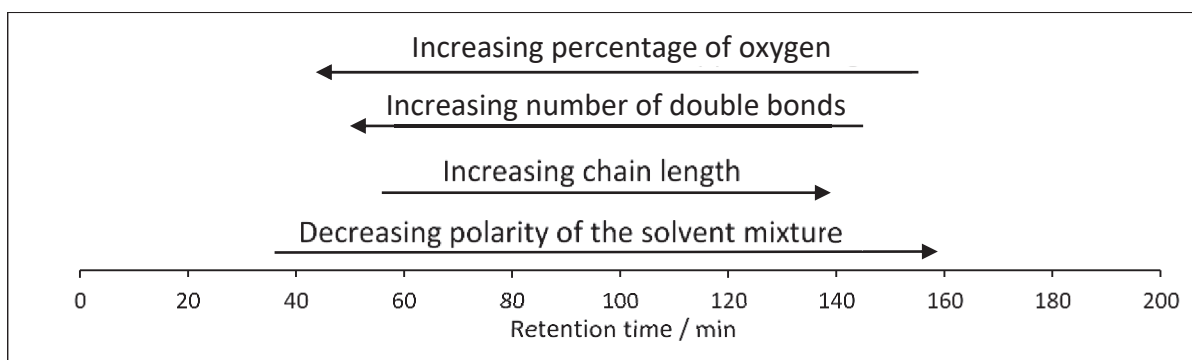 Increasing percentage of oxygen
Increasing number of double bonds
Increasing chain length
Decreasing polarity of the solvent mixture
0 20 40 60 80 100 120 140 160 180 200
Retention time / min